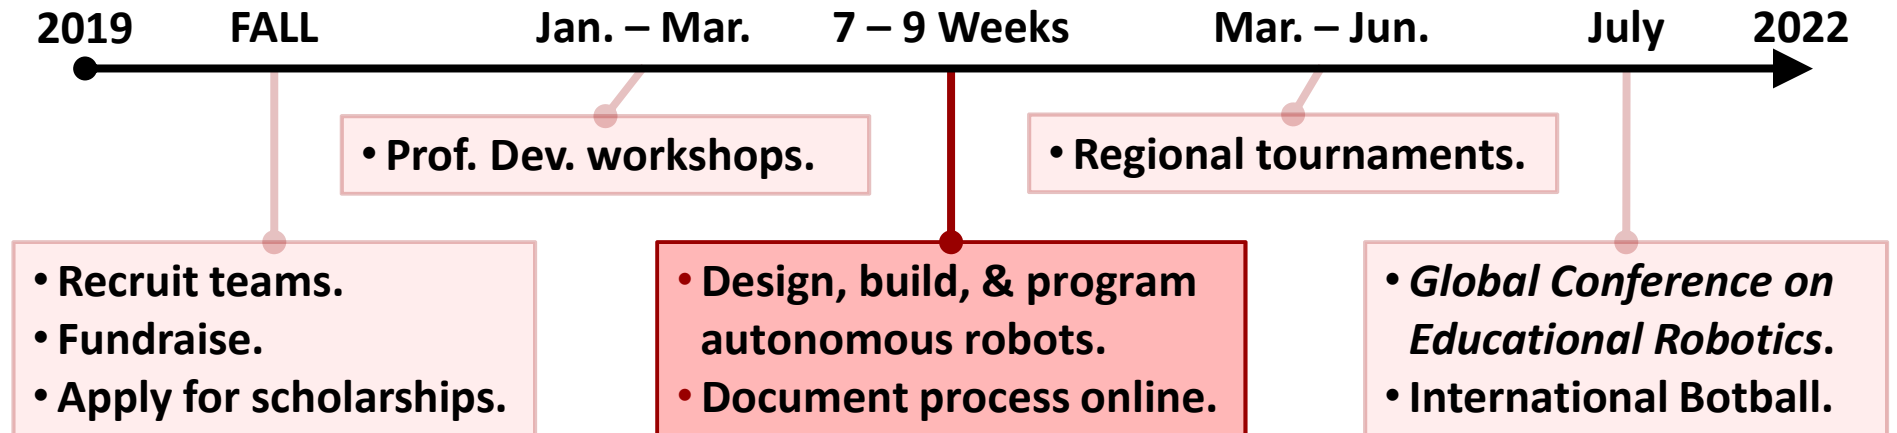 2019 FALL Jan. – Mar. 7 – 9 Weeks Mar. – Jun. July 2022
• Prof. Dev. workshops.
• Regional tournaments.
• Recruit teams.
• Fundraise.
• Apply for scholarships.
• Design, build, & program
autonomous robots.
• Document process online.
• Global Conference on
Educational Robotics.
• International Botball.